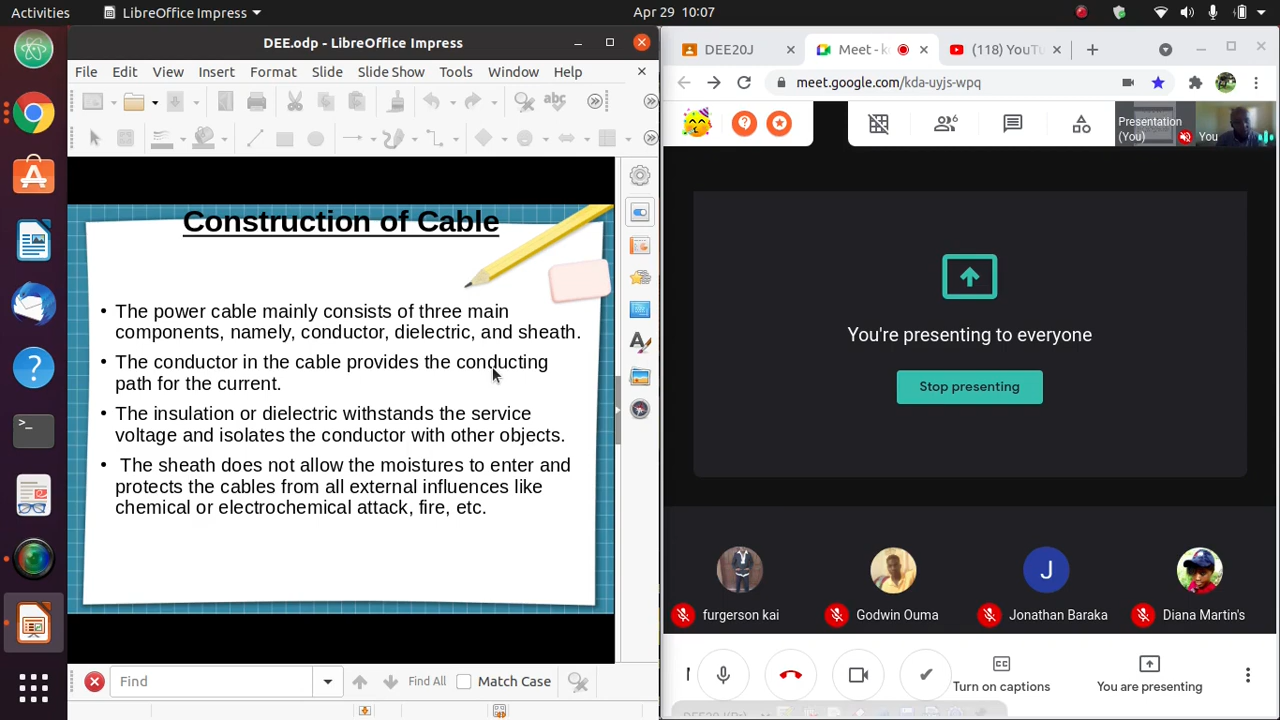 Activities
LibreOffice Impress
Apr 29 10:07
DEE.odp - LibreOffice Impress
File Edit View Insert Format Slide Slide Show Tools Window Help
Construction of Cable
• The power cable mainly consists of three main
components, namely, conductor, dielectric, and sheath.
• The conductor in the cable provides the conducting
path for the current.
• The insulation or dielectric withstands the service
voltage and isolates the conductor with other objects.
• The sheath does not allow the moistures to enter and
protects the cables from all external influences like
chemical or electrochemical attack, fire, etc.
Find
Find All
Match Case
DEE20J
Meet - k
(118) YouTu
meet.google.com/kda-uyjs-wpq
6
Presentation
(You)
You
You're presenting to everyone
Stop presenting
J
furgerson kai
Godwin Ouma
Jonathan Baraka
Diana Martin's
Turn on captions
You are presenting